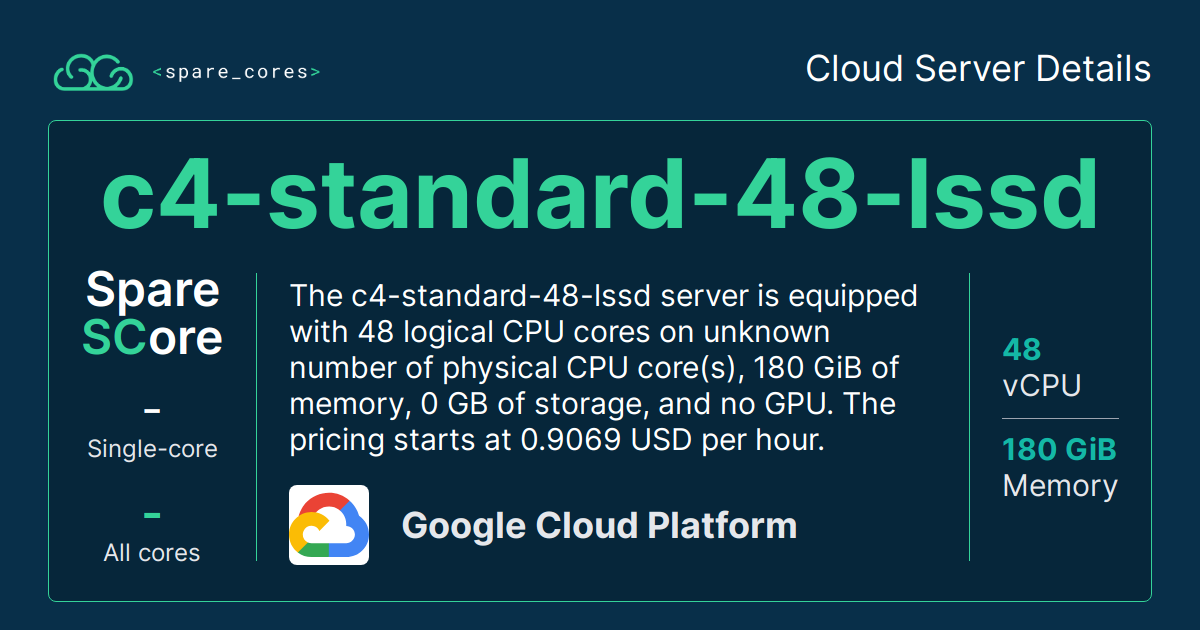 <spare_cores>
Cloud Server Details
c4-standard-48-lssd
Spare
SCore
–
Single-core
–
All cores
The c4-standard-48-lssd server is equipped
with 48 logical CPU cores on unknown
number of physical CPU core(s), 180 GiB of
memory, 0 GB of storage, and no GPU. The
pricing starts at 0.9069 USD per hour.
Google Cloud Platform
48
vCPU
180 GiB
Memory